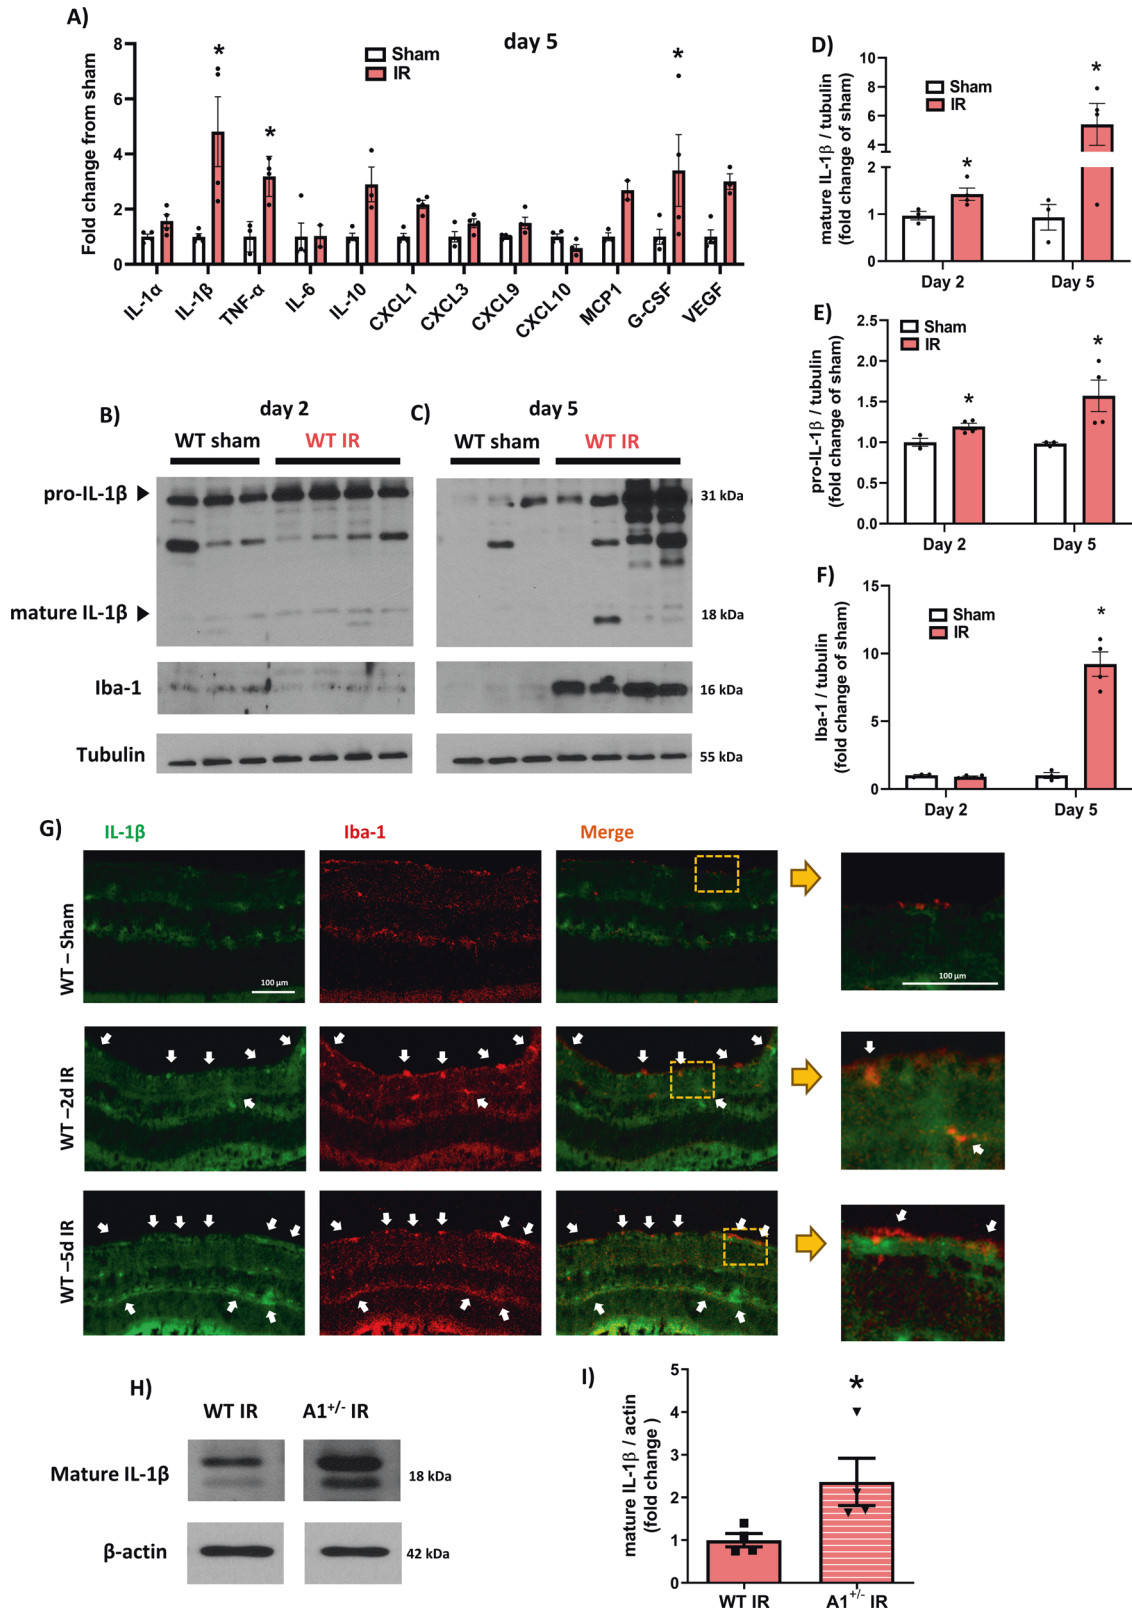 A)
day 5
Sham
IR
Fold change from sham
8
6
4
2
0
IL-1α
IL-1β
TNF-α
IL-6
IL-10
CXCL1
CXCL3
CXCL9
CXCL10
MCP1
G-CSF
VEGF
*
*
*
D)
mature IL-1β / tubulin
(fold change of sham)
10
8
6
4
2
1
0
Sham
IR
*
*
Day 2
Day 5
E)
pro-IL-1β / tubulin
(fold change of sham)
2.5
2.0
1.5
1.0
0.5
0.0
Sham
IR
*
*
Day 2
Day 5
B)
day 2
WT sham
WT IR
C)
day 5
WT sham
WT IR
pro-IL-1β
31 kDa
mature IL-1β
18 kDa
Iba-1
16 kDa
Tubulin
55 kDa
F)
Iba-1 / tubulin
(fold change of sham)
15
10
5
0
Sham
IR
*
Day 2
Day 5
G)
IL-1β
Iba-1
Merge
WT – Sham
100 µm
100 µm
WT –2d IR
WT –5d IR
H)
WT IR
A1+/- IR
Mature IL-1β
18 kDa
β-actin
42 kDa
I)
mature IL-1β / actin
(fold change )
5
4
3
2
1
0
*
WT IR
A1+/- IR